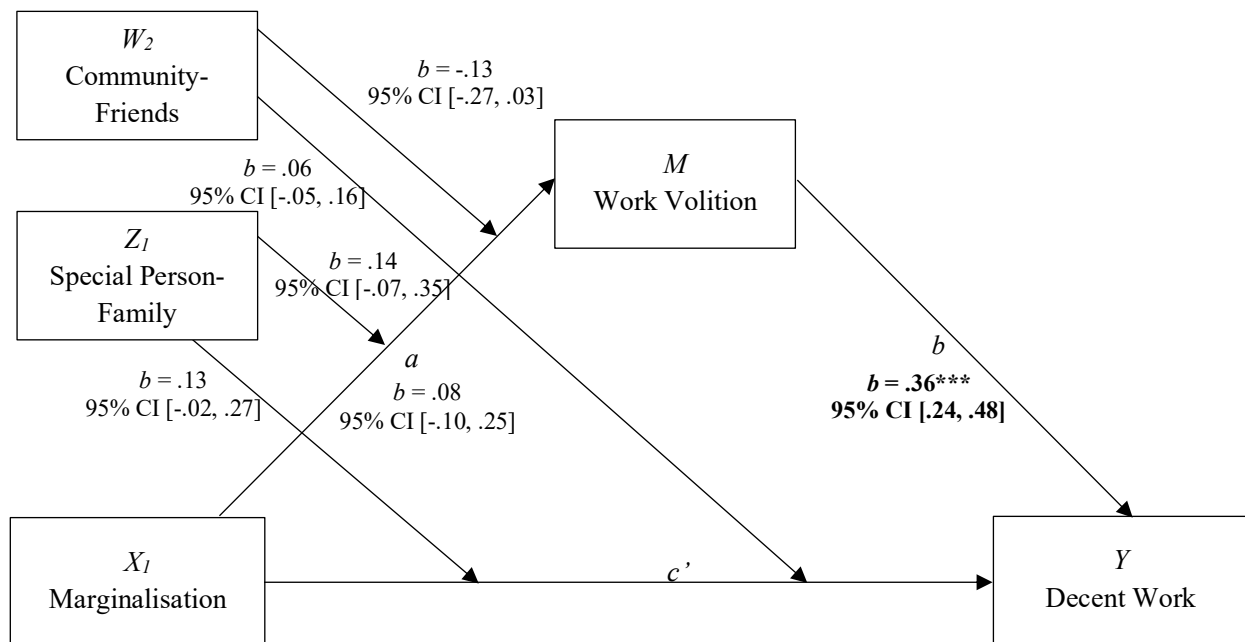 W2
Community-
Friends
b = -.13
95% CI [-.27, .03]
b = .06
95% CI [-.05, .16]
M
Work Volition
Z1
Special Person-
Family
b = .14
95% CI [-.07, .35]
a
b = .08
95% CI [-.10, .25]
b = .13
95% CI [-.02, .27]
b
b = .36***
95% CI [.24, .48]
X1
Marginalisation
c’
Y
Decent Work